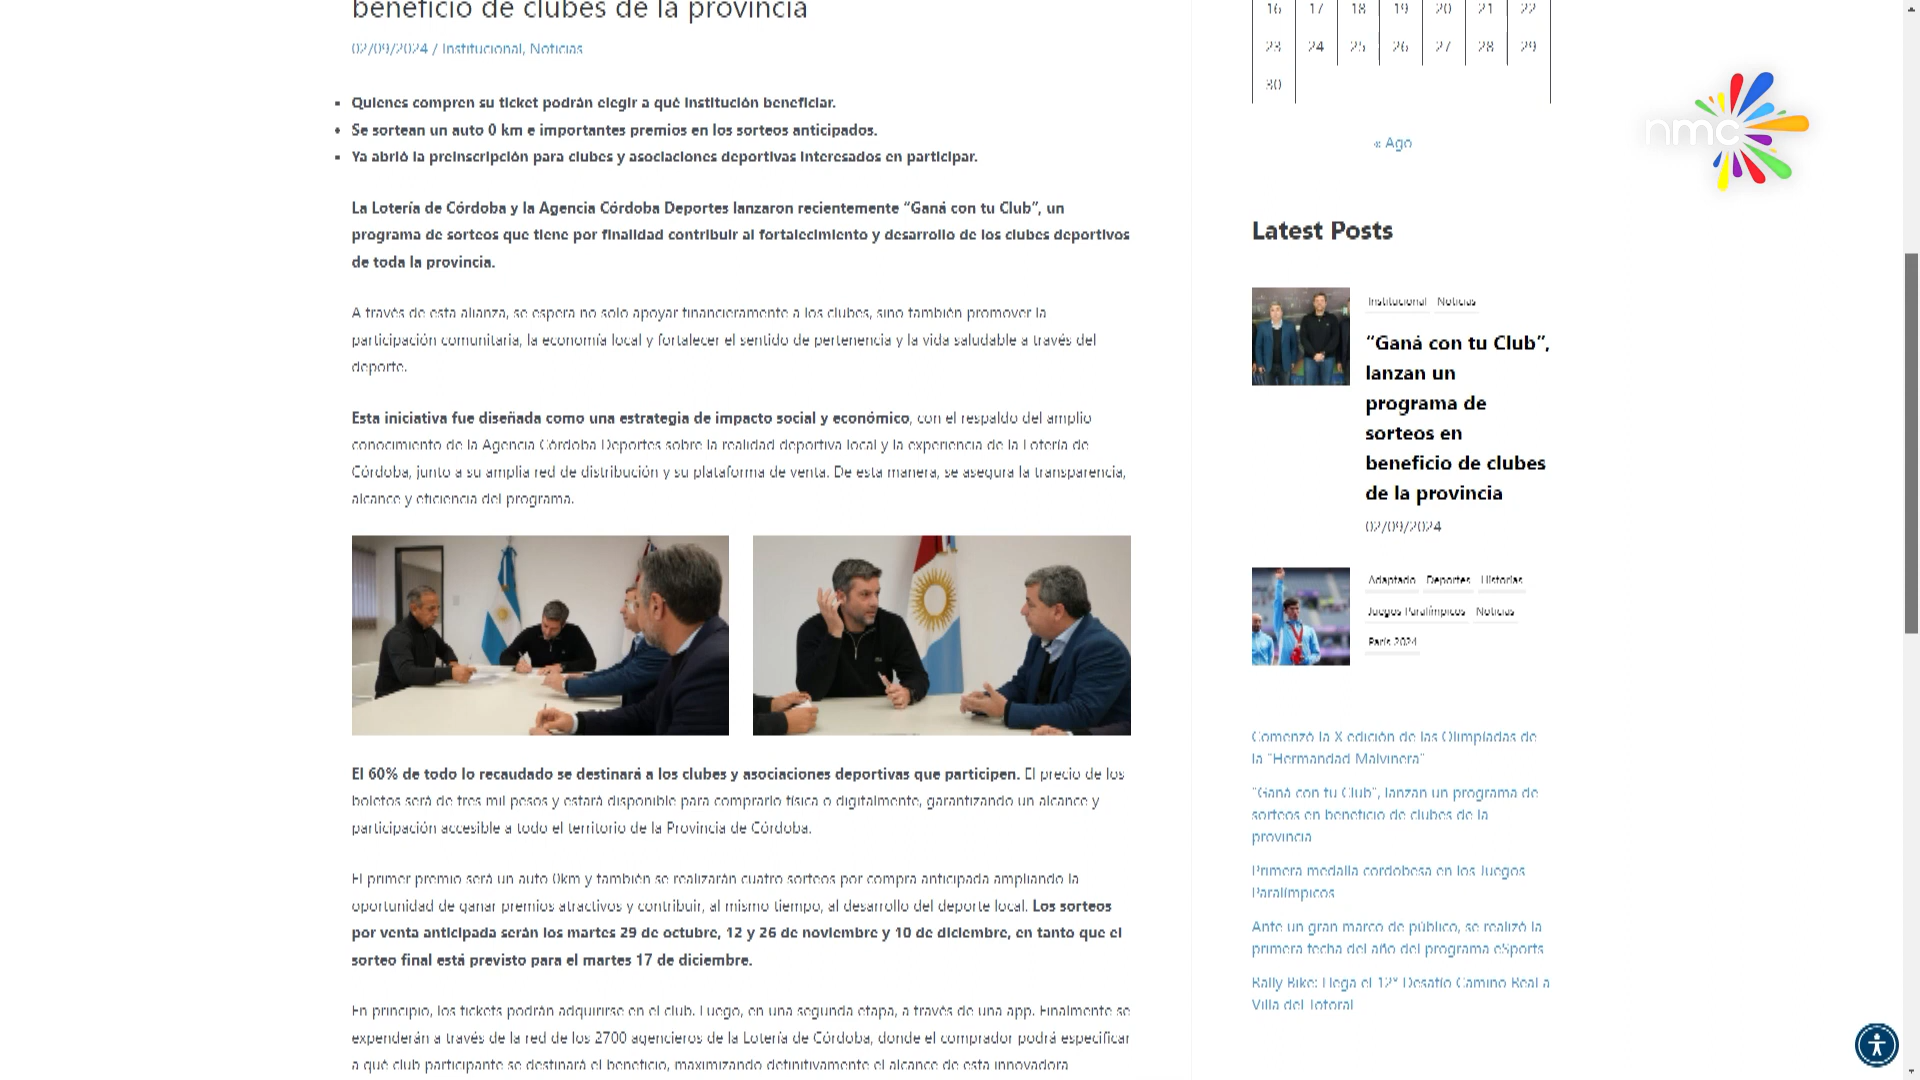 beneficio de clubes de la provincia
02/09/2024 / Institucional, Noticias
Quienes compren su ticket podrán elegir a qué institución beneficiar.
Se sortean un auto 0 km e importantes premios en los sorteos anticipados.
Ya abrió la preinscripción para clubes y asociaciones deportivas interesados en participar.
La Lotería de Córdoba y la Agencia Córdoba Deportes lanzaron recientemente “Ganá con tu Club”, un
programa de sorteos que tiene por finalidad contribuir al fortalecimiento y desarrollo de los clubes deportivos
de toda la provincia.
A través de esta alianza, se espera no solo apoyar financieramente a los clubes, sino también promover la
participación comunitaria, la economía local y fortalecer el sentido de pertenencia y la vida saludable a través del
deporte.
Esta iniciativa fue diseñada como una estrategia de impacto social y económico, con el respaldo del amplio
conocimiento de la Agencia Córdoba Deportes sobre la realidad deportiva local y la experiencia de la Lotería de
Córdoba, junto a su amplia red de distribución y su plataforma de venta. De esta manera, se asegura la transparencia,
alcance y eficiencia del programa.
El 60% de todo lo recaudado se destinará a los clubes y asociaciones deportivas que participen. El precio de los
boletos será de tres mil pesos y estará disponible para comprarlo física o digitalmente, garantizando un alcance y
participación accesible a todo el territorio de la Provincia de Córdoba.
El primer premio será un auto 0km y también se realizarán cuatro sorteos por compra anticipada ampliando la
oportunidad de ganar premios atractivos y contribuir, al mismo tiempo, al desarrollo del deporte local. Los sorteos
por venta anticipada serán los martes 29 de octubre, 12 y 26 de noviembre y 10 de diciembre, en tanto que el
sorteo final está previsto para el martes 17 de diciembre.
En principio, los tickets podrán adquirirse en el club. Luego, en una segunda etapa, a través de una app. Finalmente se
expenderán a través de la red de los 2700 agencieros de la Lotería de Córdoba, donde el comprador podrá especificar
a qué club participante se destinará el beneficio, maximizando definitivamente el alcance de esta innovadora
16 17 18 19 20 21 22
23 24 25 26 27 28 29
30
« Ago
nmc
Latest Posts
Institucional Noticias
“Ganá con tu Club”,
lanzan un
programa de
sorteos en
beneficio de clubes
de la provincia
02/09/2024
Adaptado Deportes Historias
Juegos Paralímpicos Noticias
París 2024
Comenzó la X edición de las Olimpíadas de
la “Hermandad Malvinera”
“Ganá con tu Club”, lanzan un programa de
sorteos en beneficio de clubes de la
provincia
Primera medalla cordobesa en los Juegos
Paralímpicos
Ante un gran marco de público, se realizó la
primera fecha del año del programa eSports
Rally Bike: Llega el 12° Desafío Camino Real a
Villa del Totoral